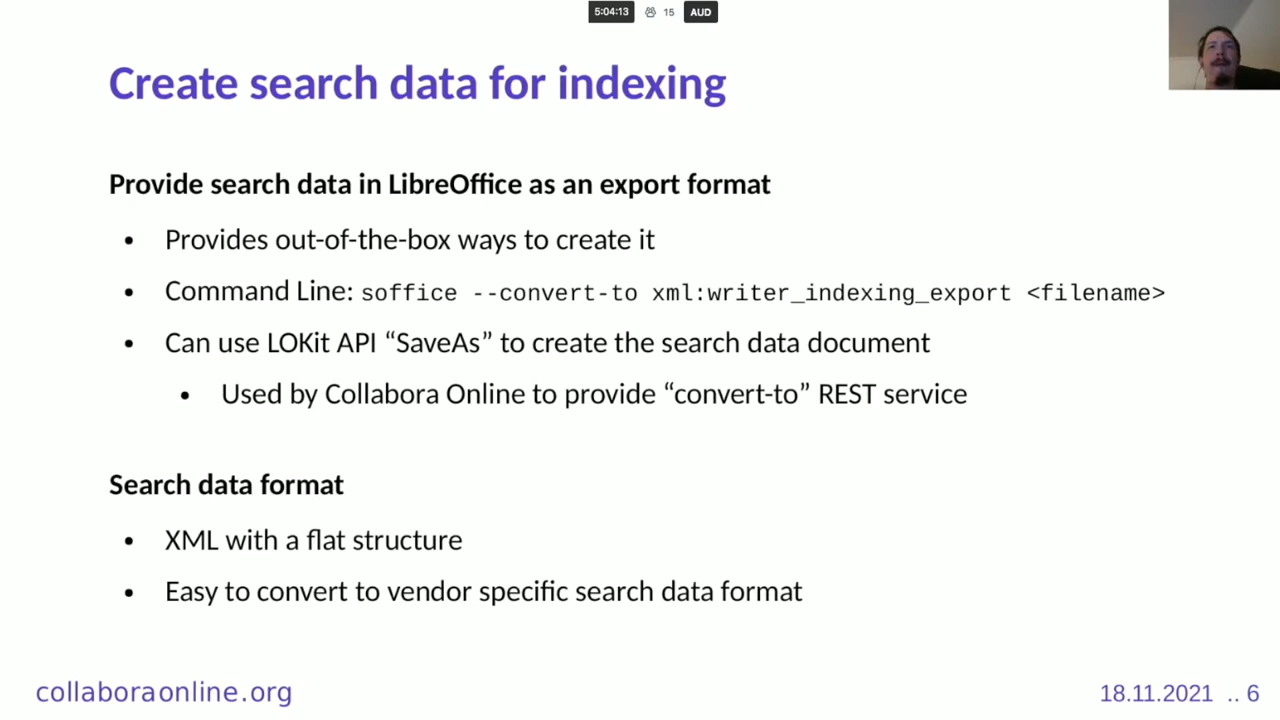 5:04:13 15 AUD
Create search data for indexing
Provide search data in LibreOffice as an export format
• Provides out-of-the-box ways to create it
• Command Line: soffice --convert-to xml:writer_indexing_export <filename>
• Can use LOKit API “SaveAs” to create the search data document
• Used by Collabora Online to provide “convert-to” REST service
Search data format
• XML with a flat structure
• Easy to convert to vendor specific search data format
collaboraonline.org
18.11.2021 .. 6